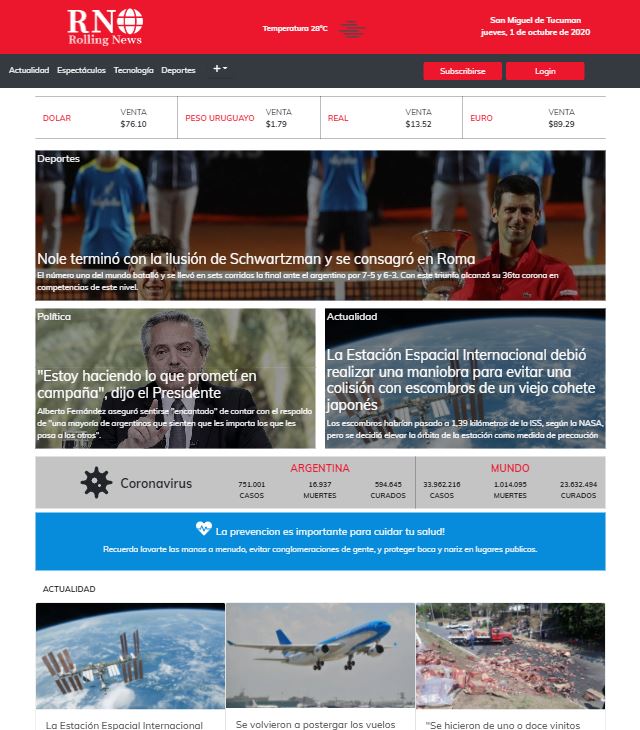 RNO
Rolling News
Temperatura 28ºC
San Miguel de Tucuman
jueves, 1 de octubre de 2020
Actualidad Espectáculos Tecnología Deportes +
Subscribirse Login
DOLAR VENTA $76.10
PESO URUGUAYO VENTA $1.79
REAL VENTA $13.52
EURO VENTA $89.29
Deportes
Nole terminó con la ilusión de Schwartzman y se consagró en Roma
El número uno del mundo batalló y se llevó en sets corridos la final ante el argentino por 7-5 y 6-3. Con este triunfo alcanzó su 36ta corona en
competencias de este nivel.
Política
"Estoy haciendo lo que prometí en
campaña", dijo el Presidente
Alberto Fernández aseguró sentirse "encantado" de contar con el respaldo
de "una mayoría de argentinos que sienten que les importa los que les
pasa a los otros".
Actualidad
La Estación Espacial Internacional debió
realizar una maniobra para evitar una
colisión con escombros de un viejo cohete
japonés
Los escombros habrían pasado a 1,39 kilómetros de la ISS, según la NASA,
pero se decidió elevar la órbita de la estación como medida de precaución
Coronavirus
ARGENTINA
751.001 16.937 594.645
CASOS MUERTES CURADOS
MUNDO
33.962.216 1.014.095 23.632.494
CASOS MUERTES CURADOS
La prevencion es importante para cuidar tu salud!
Recuerda lavarte las manos a menudo, evitar conglomeraciones de gente, y proteger boca y nariz en lugares publicos.
ACTUALIDAD
La Estación Espacial Internacional
Se volvieron a postergar los vuelos
"Se hicieron de uno o doce vinitos